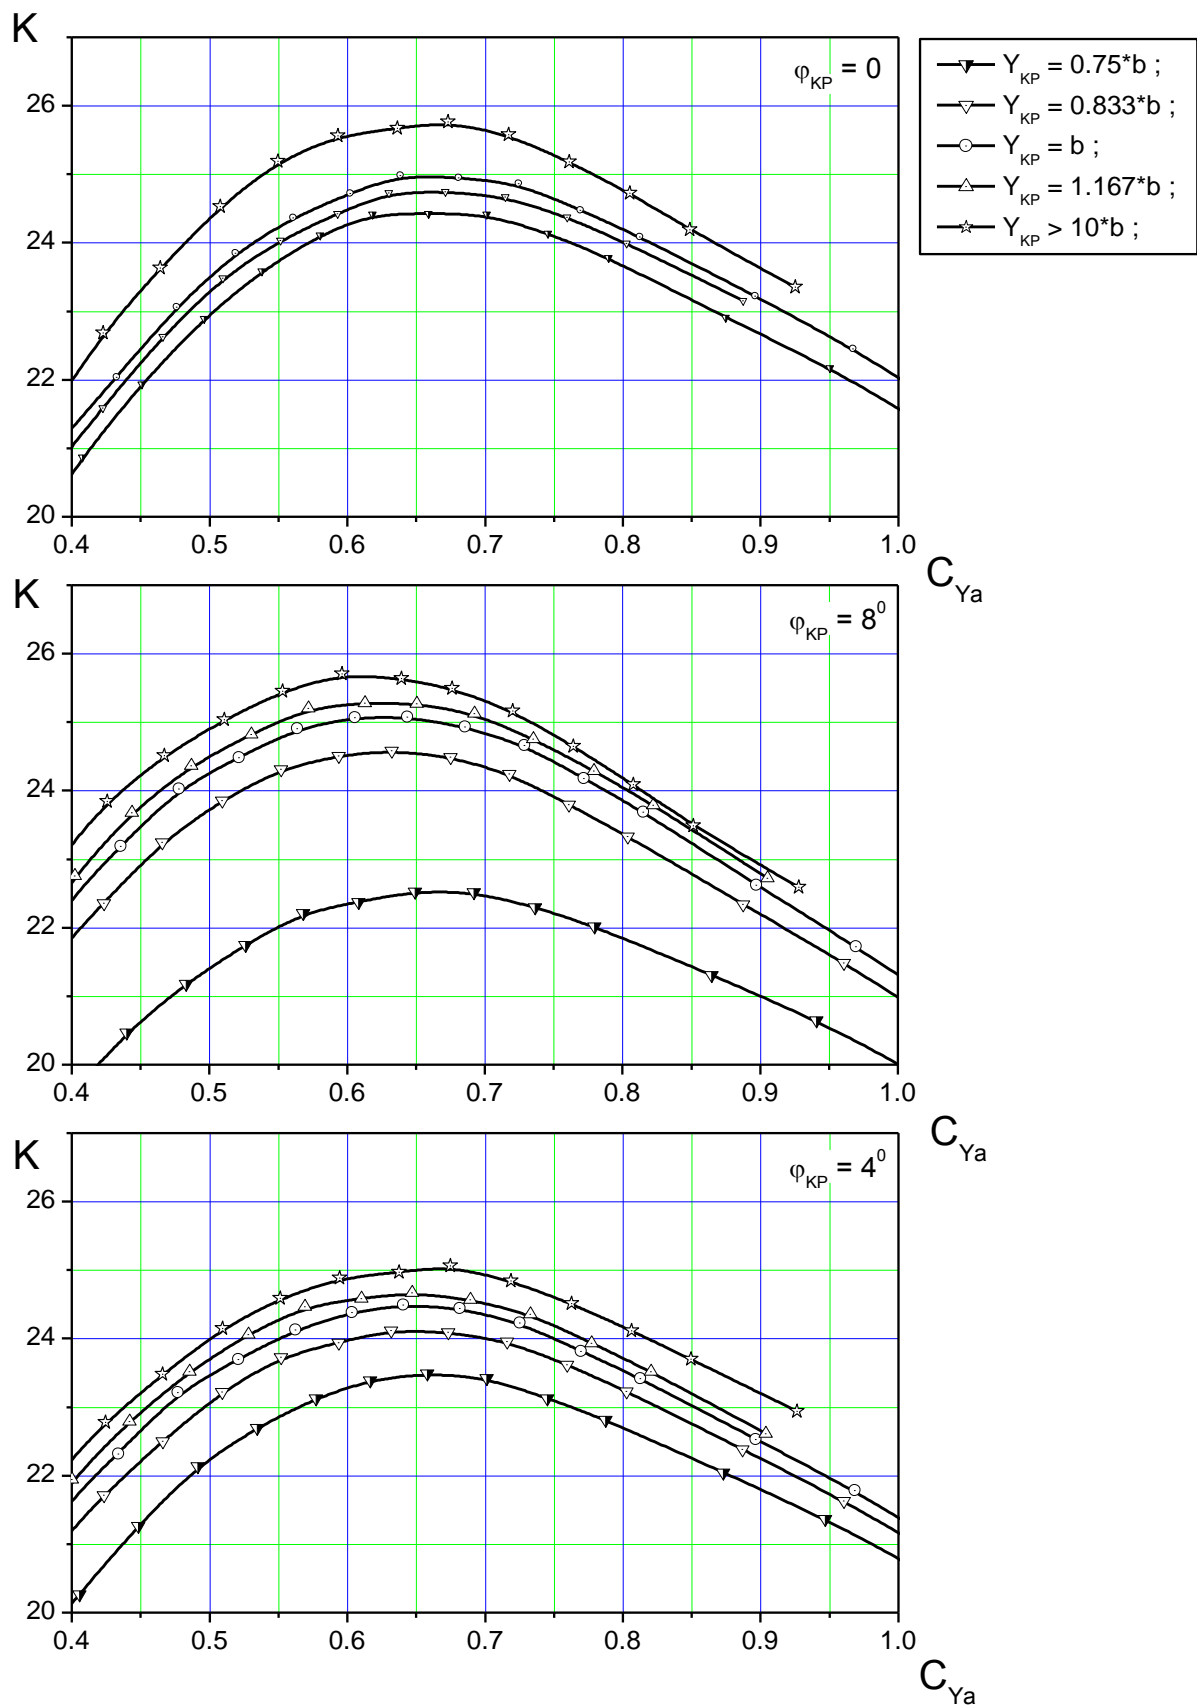 K
φKP = 0
26
24
22
20
0.4 0.5 0.6 0.7 0.8 0.9 1.0
CYa
YKP = 0.75*b ;
YKP = 0.833*b ;
YKP = b ;
YKP = 1.167*b ;
YKP > 10*b ;
K
φKP = 8⁰
26
24
22
20
0.4 0.5 0.6 0.7 0.8 0.9 1.0
CYa
K
φKP = 4⁰
26
24
22
20
0.4 0.5 0.6 0.7 0.8 0.9 1.0
CYa